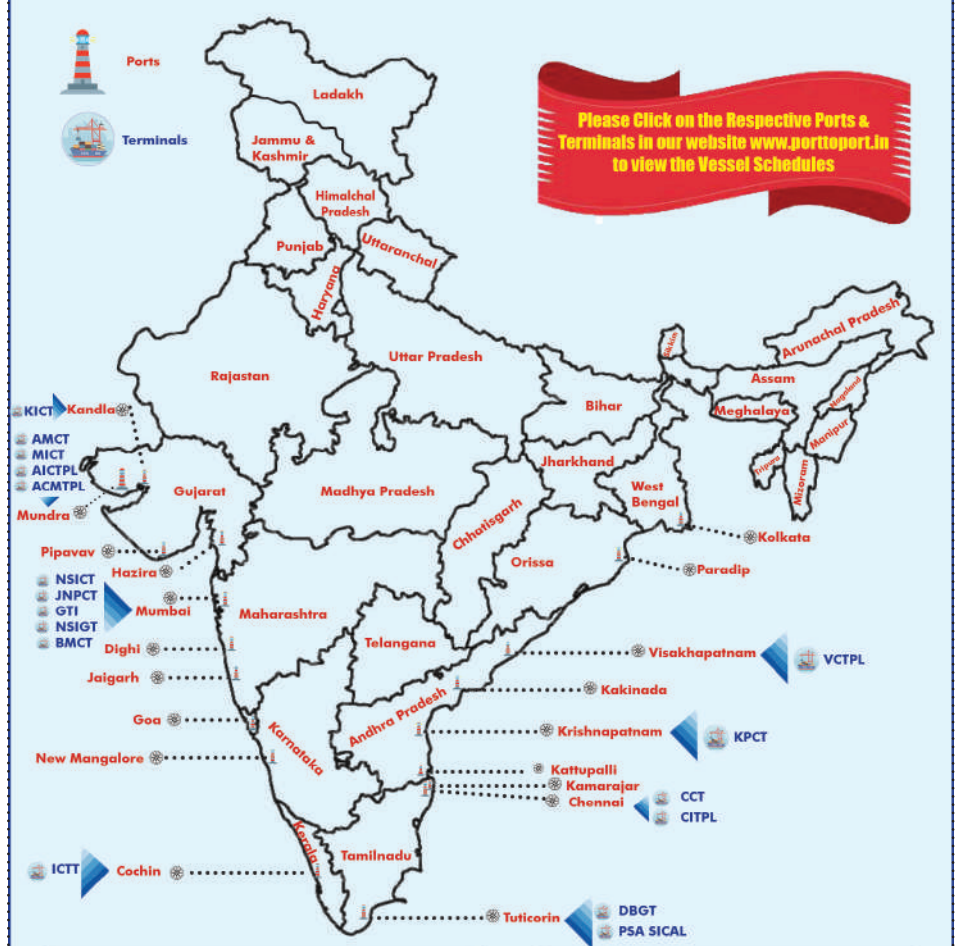 Ports
Terminals
Please Click on the Respective Ports &
Terminals in our website www.porttoport.in
to view the Vessel Schedules
Ladakh
Jammu &
Kashmir
Himalchal
Pradesh
Punjab
Uttaranchal
Haryana
Rajastan
Uttar Pradesh
Bihar
Sikkim
Arunachal Pradesh
Assam
Nagaland
Meghalaya
Manipur
Tripura
Mizoram
Jharkhand
West
Bengal
Gujarat
Madhya Pradesh
Chhatisgarh
Orissa
Maharashtra
Telangana
Andhra Pradesh
Karnataka
Kerala
Tamilnadu
KICT
Kandla
AMCT
MICT
AICTPL
ACMTPL
Mundra
Pipavav
Hazira
NSICT
JNPCT
GTI
NSIGT
BMCT
Mumbai
Dighi
Jaigarh
Goa
New Mangalore
ICTT
Cochin
Kolkata
Paradip
Visakhapatnam
VCTPL
Kakinada
Krishnapatnam
KPCT
Kattupalli
Kamarajar
Chennai
CCT
CITPL
Tuticorin
DBGT
PSA SICAL